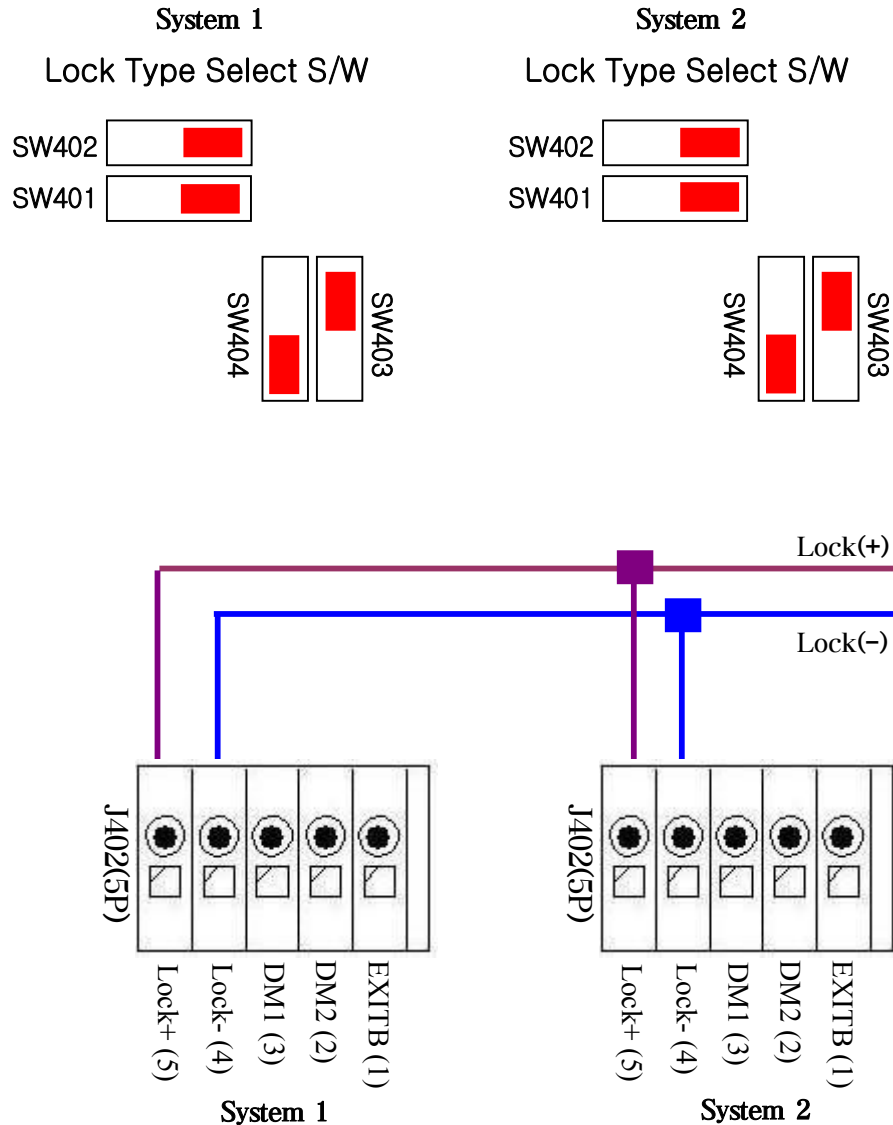 System 1
System 2
Lock Type Select S/W
Lock Type Select S/W
SW402
SW401
SW404
SW403
SW402
SW401
SW404
SW403
Lock(+)
Lock(-)
J402(5P)
Lock+ (5)
Lock- (4)
DM1 (3)
DM2 (2)
EXITB (1)
System 1
J402(5P)
Lock+ (5)
Lock- (4)
DM1 (3)
DM2 (2)
EXITB (1)
System 2